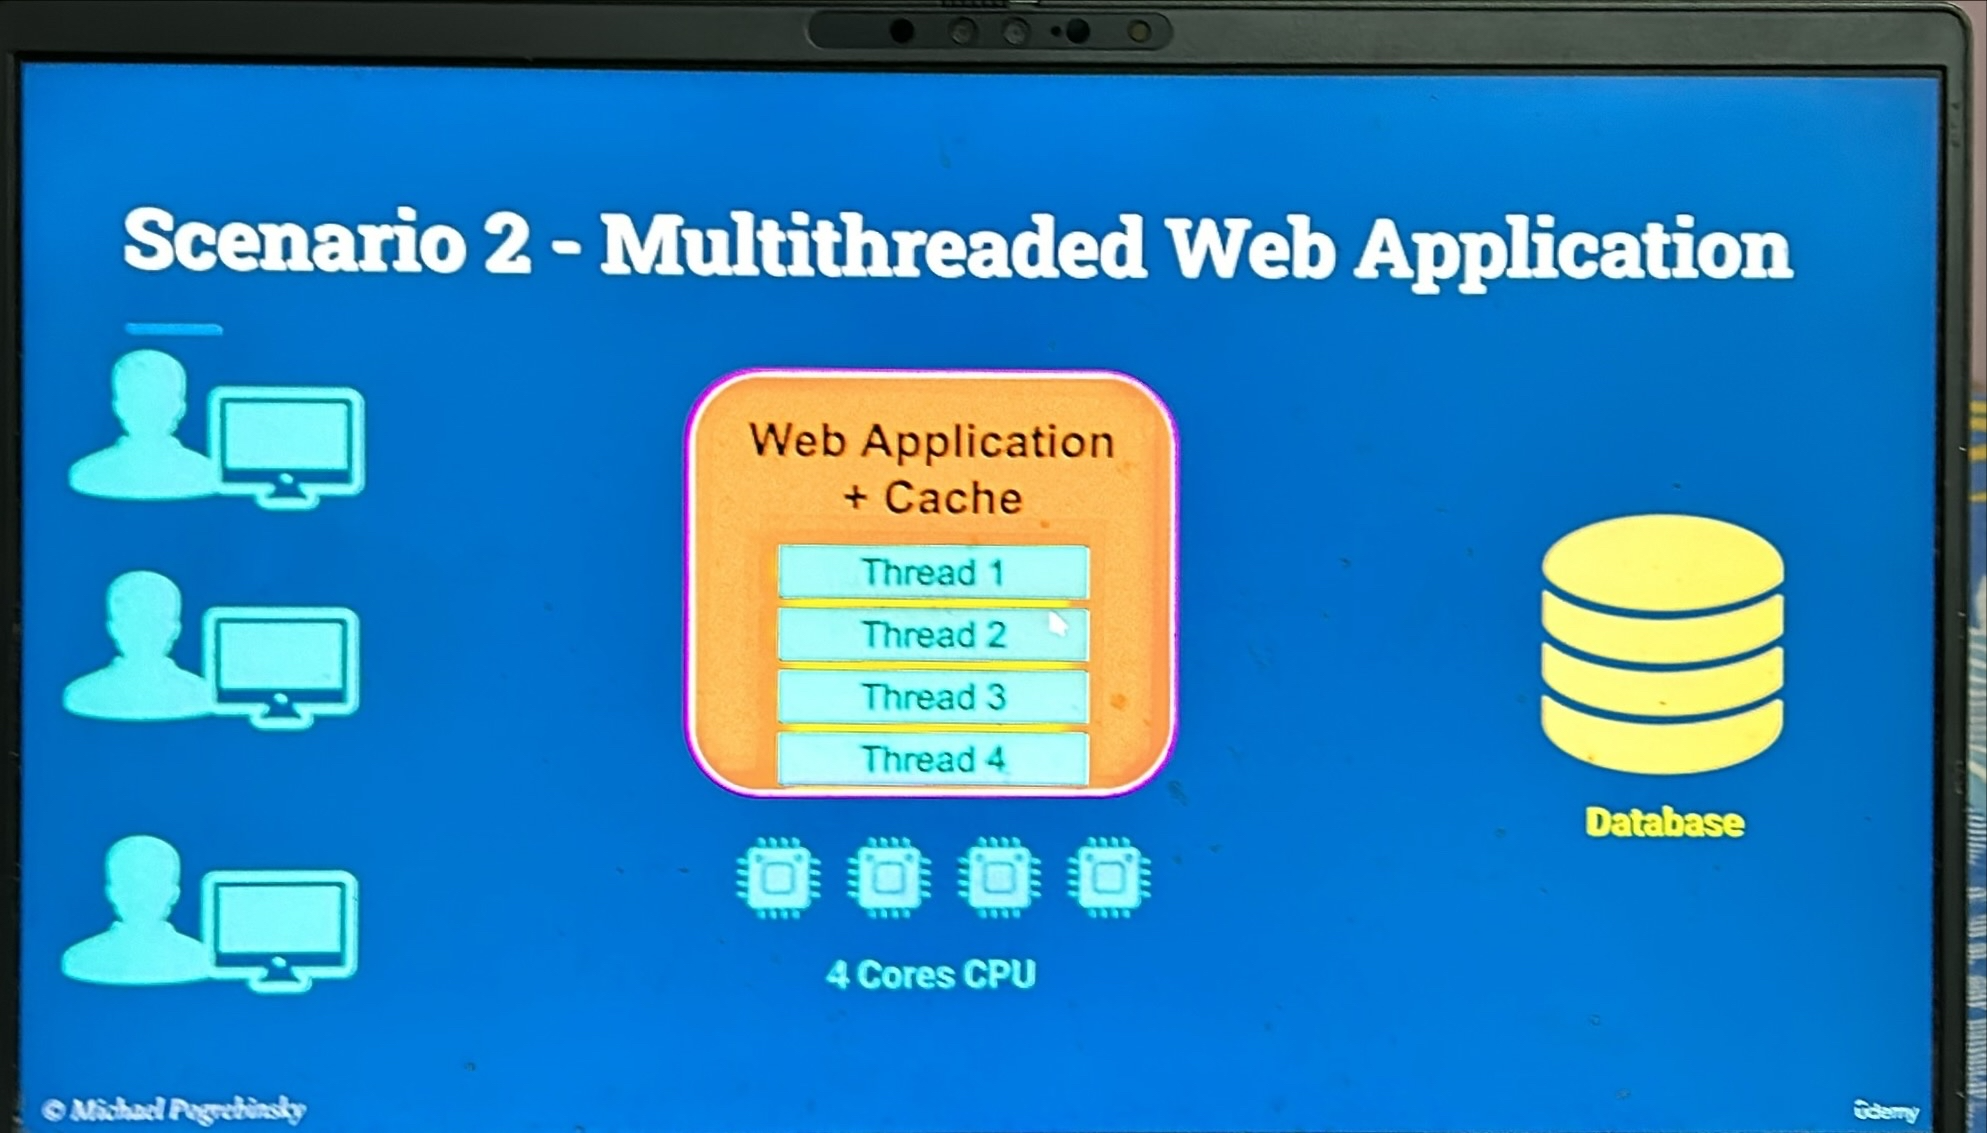 Scenario 2 - Multithreaded Web Application
Web Application
+ Cache
Thread 1
Thread 2
Thread 3
Thread 4
Database
4 Cores CPU
© Michael Pogrebinsky
ûdemy